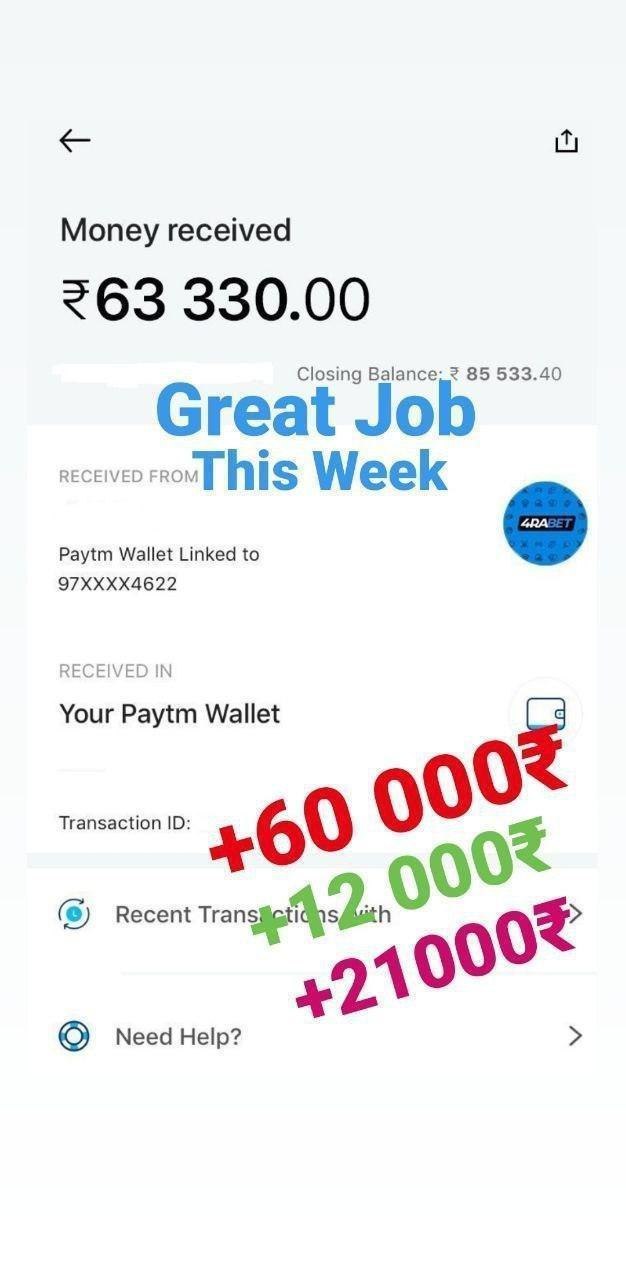 Money received
₹63 330.00
Closing Balance: ₹ 85 533.40
Great Job
This Week
RECEIVED FROM
4RABET
Paytm Wallet Linked to
97XXXX4622
RECEIVED IN
Your Paytm Wallet
+60 000₹
Transaction ID:
+12 000₹
Recent Transactions with
+21000₹
Need Help?